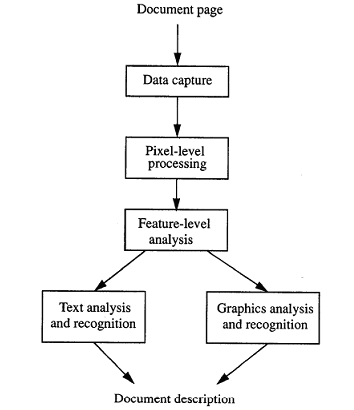 Document page
Data capture
Pixel-level
processing
Feature-level
analysis
Text analysis
and recognition
Graphics analysis
and recognition
Document description